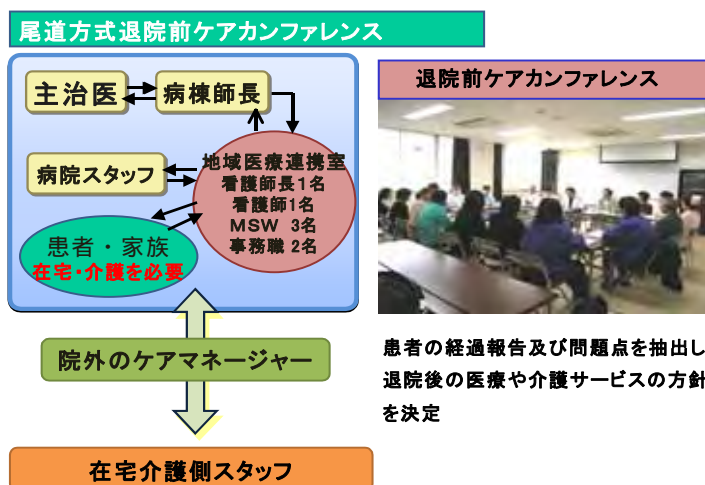 尾道方式退院前ケアカンファレンス
主治医
病棟師長
病院スタッフ
地域医療連携室
看護師長1名
看護師1名
MSW 3名
事務職 2名
患者・家族
在宅・介護を必要
院外のケアマネージャー
在宅介護側スタッフ
退院前ケアカンファレンス
患者の経過報告及び問題点を抽出し
退院後の医療や介護サービスの方針
を決定